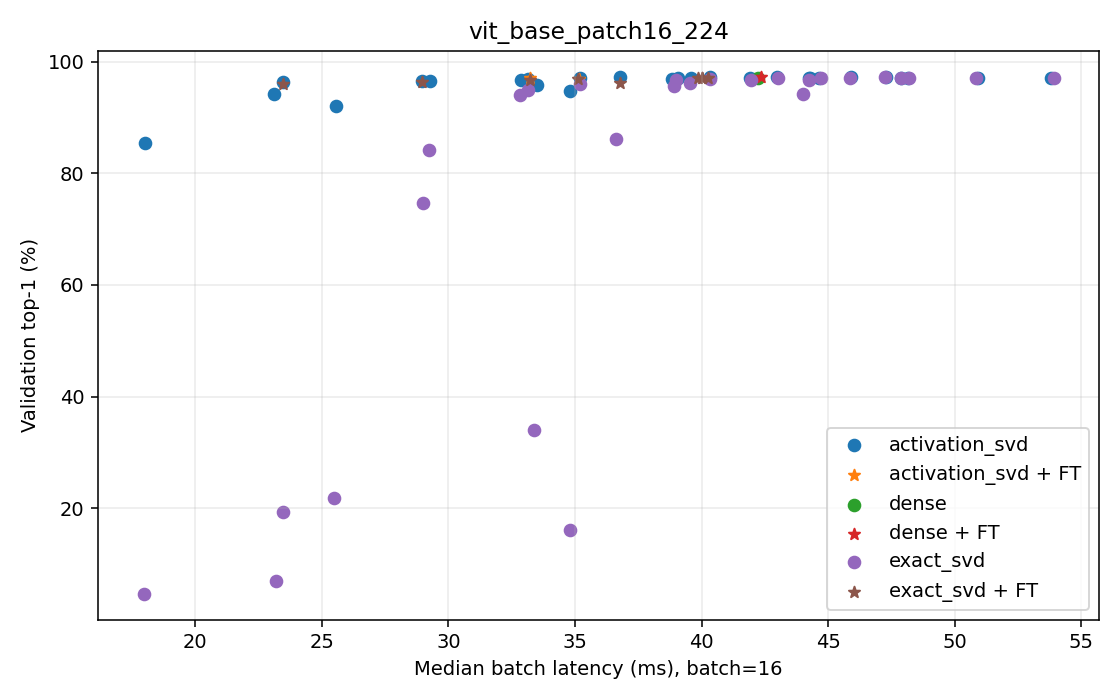 vit_base_patch16_224
100
80
60
40
20
Validation top-1 (%)
20 25 30 35 40 45 50 55
Median batch latency (ms), batch=16
activation_svd
activation_svd + FT
dense
dense + FT
exact_svd
exact_svd + FT